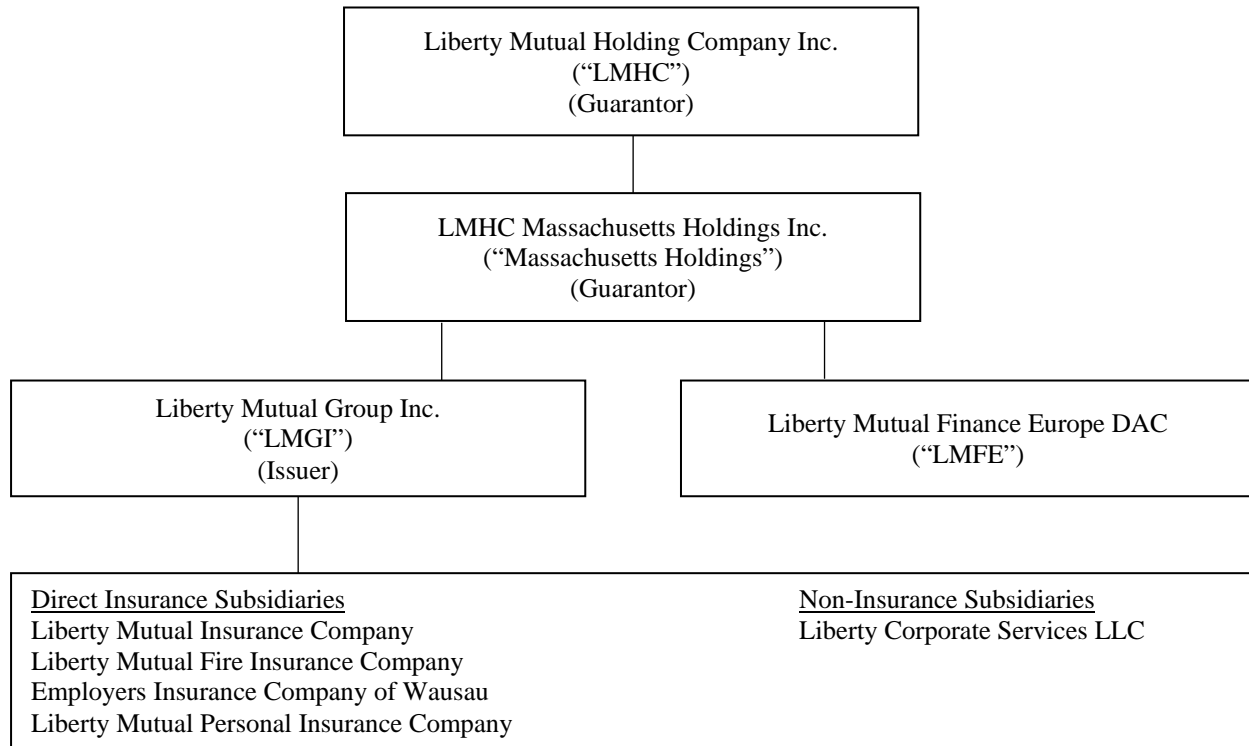 Liberty Mutual Holding Company Inc.
(“LMHC”)
(Guarantor)
LMHC Massachusetts Holdings Inc.
(“Massachusetts Holdings”)
(Guarantor)
Liberty Mutual Group Inc.
(“LMGI”)
(Issuer)
Liberty Mutual Finance Europe DAC
(“LMFE”)
Direct Insurance Subsidiaries
Liberty Mutual Insurance Company
Liberty Mutual Fire Insurance Company
Employers Insurance Company of Wausau
Liberty Mutual Personal Insurance Company
Non-Insurance Subsidiaries
Liberty Corporate Services LLC